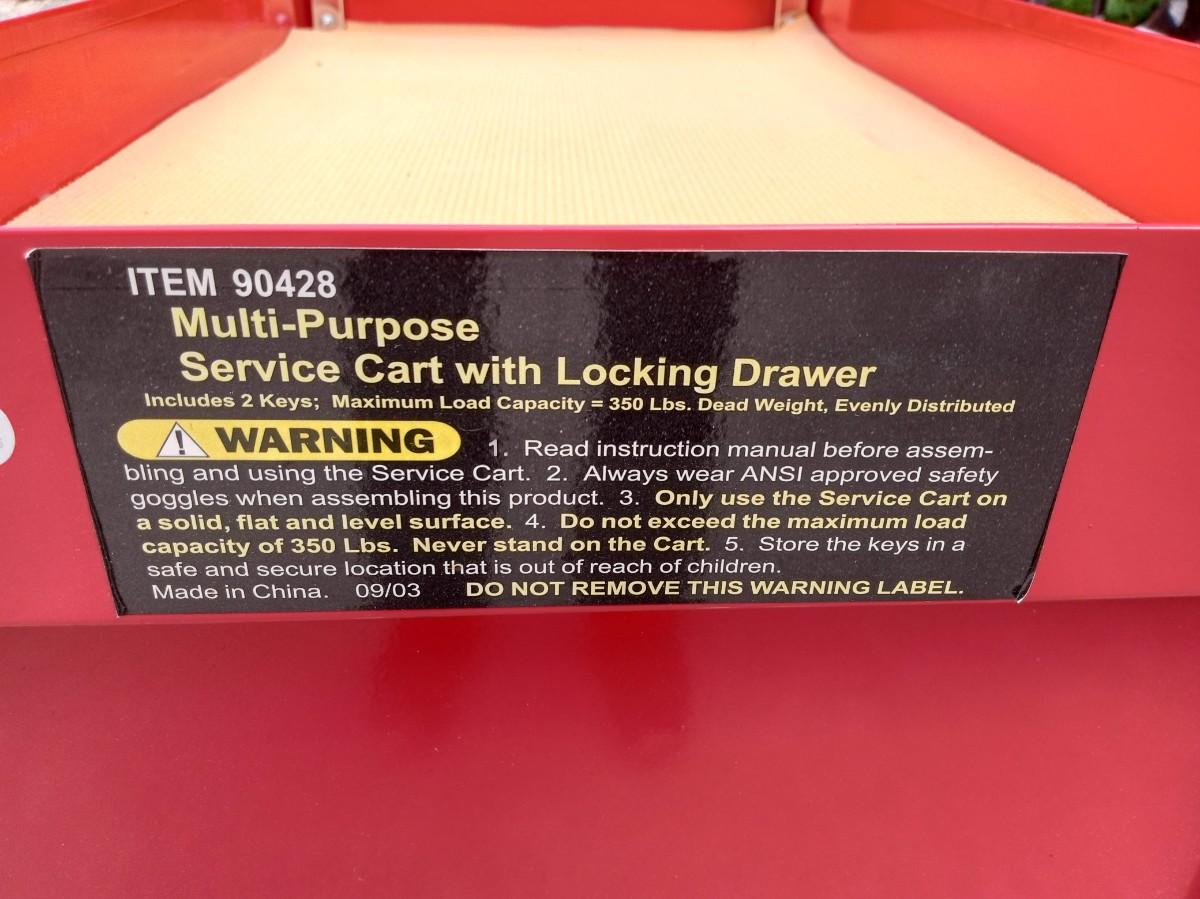 ITEM 90428
Multi-Purpose
Service Cart with Locking Drawer
Includes 2 Keys; Maximum Load Capacity = 350 Lbs. Dead Weight, Evenly Distributed
WARNING 1. Read instruction manual before assem-
bling and using the Service Cart. 2. Always wear ANSI approved safety
goggles when assembling this product. 3. Only use the Service Cart on
a solid, flat and level surface. 4. Do not exceed the maximum load
capacity of 350 Lbs. Never stand on the Cart. 5. Store the keys in a
safe and secure location that is out of reach of children.
Made in China. 09/03 DO NOT REMOVE THIS WARNING LABEL.